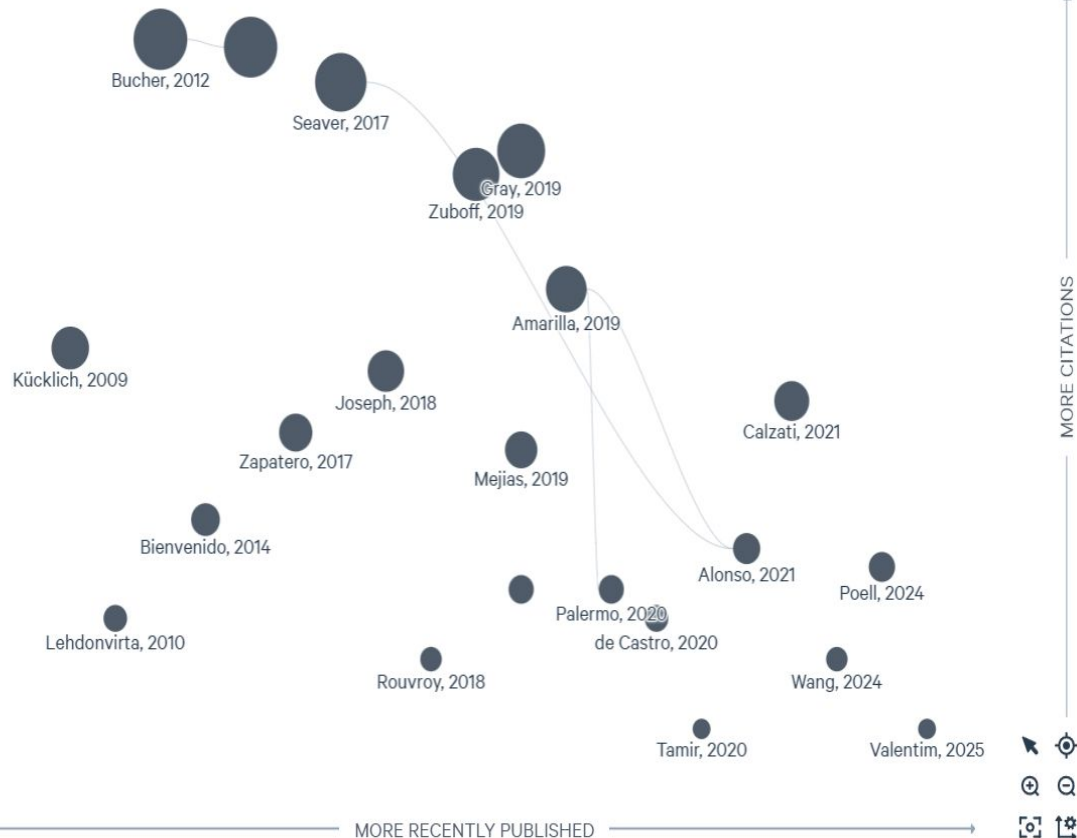 Bucher, 2012
Seaver, 2017
Gray, 2019
Zuboff, 2019
Amarilla, 2019
Kücklich, 2009
Joseph, 2018
Calzati, 2021
Zapatero, 2017
Mejias, 2019
Bienvenido, 2014
Alonso, 2021
Poell, 2024
Palermo, 2020
Lehdonvirta, 2010
de Castro, 2020
Rouvroy, 2018
Wang, 2024
Tamir, 2020
Valentim, 2025
MORE RECENTLY PUBLISHED
MORE CITATIONS